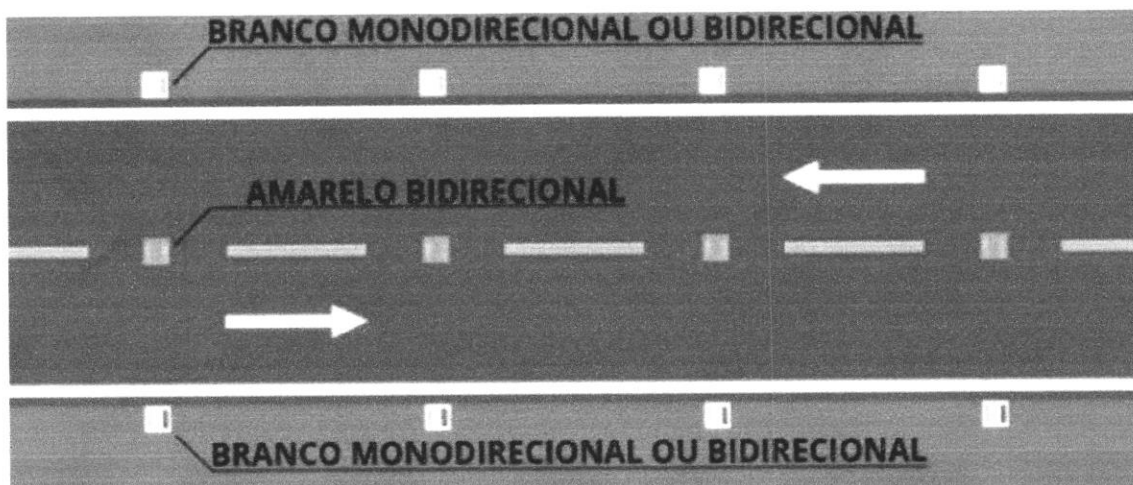 BRANCO MONODIRECIONAL OU BIDIRECIONAL
AMARELO BIDIRECIONAL
BRANCO MONODIRECIONAL OU BIDIRECIONAL